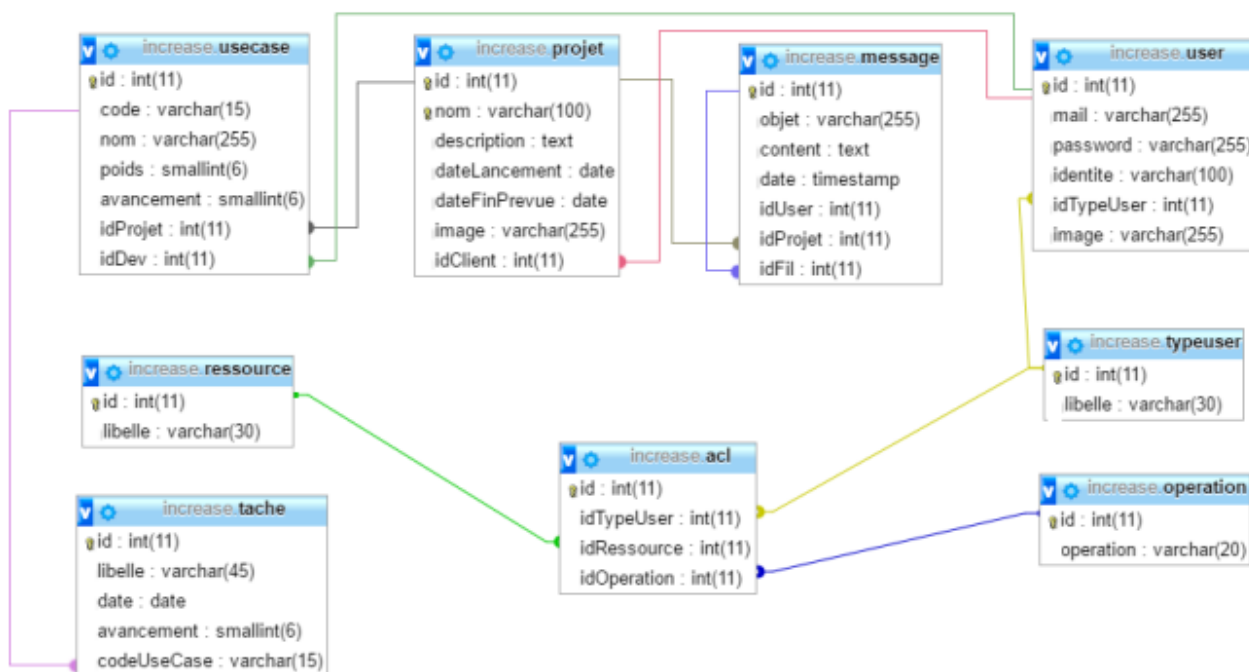 increase.usecase
id : int(11)
code : varchar(15)
nom : varchar(255)
poids : smallint(6)
avancement : smallint(6)
idProjet : int(11)
idDev : int(11)
increase.projet
id : int(11)
nom : varchar(100)
description : text
dateLancement : date
dateFinPrevue : date
image : varchar(255)
idClient : int(11)
increase.message
id : int(11)
objet : varchar(255)
content : text
date : timestamp
idUser : int(11)
idProjet : int(11)
idFil : int(11)
increase.user
id : int(11)
mail : varchar(255)
password : varchar(255)
identite : varchar(100)
idTypeUser : int(11)
image : varchar(255)
increase.ressource
id : int(11)
libelle : varchar(30)
increase.typeuser
id : int(11)
libelle : varchar(30)
increase.acl
id : int(11)
idTypeUser : int(11)
idRessource : int(11)
idOperation : int(11)
increase.operation
id : int(11)
operation : varchar(20)
increase.tache
id : int(11)
libelle : varchar(45)
date : date
avancement : smallint(6)
codeUseCase : varchar(15)